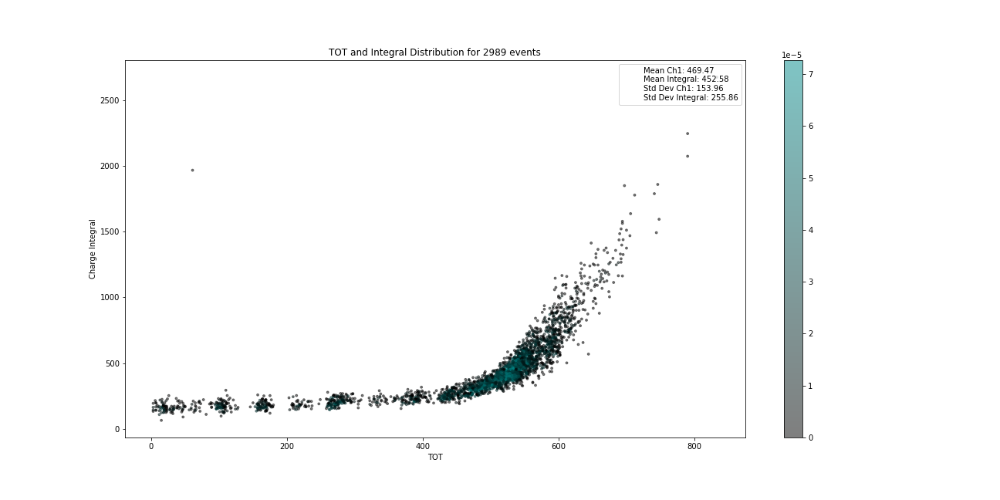 TOT and Integral Distribution for 2989 events
Mean Ch1: 469.47
Mean Integral: 452.58
Std Dev Ch1: 153.96
Std Dev Integral: 255.86
Charge Integral
2500
2000
1500
1000
500
0
0 200 400 600 800
TOT
1e−5
7
6
5
4
3
2
1
0